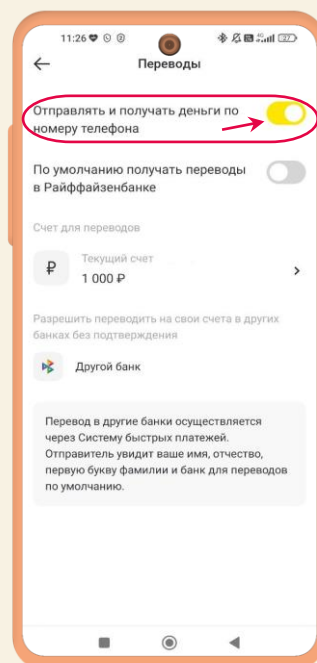 11:26
Переводы
Отправлять и получать деньги по
номеру телефона
По умолчанию получать переводы
в Райффайзенбанке
Счет для переводов
Текущий счет
₽
1 000 ₽
Разрешить переводить на свои счета в других
банках без подтверждения
Другой банк
Перевод в другие банки осуществляется
через Систему быстрых платежей.
Отправитель увидит ваше имя, отчество,
первую букву фамилии и банк для переводов
по умолчанию.